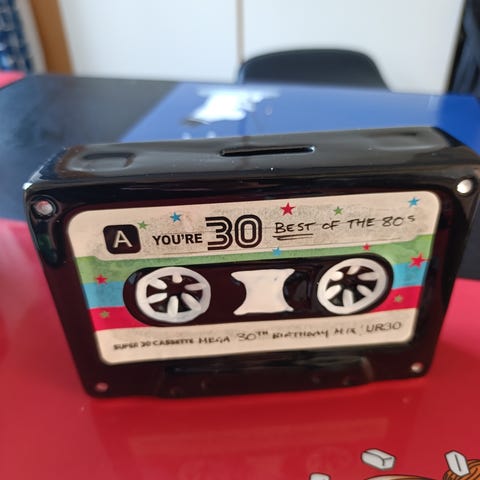 A YOU'RE 30 BEST OF THE 80s
SUPER 30 CASSETTE MEGA 30TH BIRTHDAY MIX! UR30